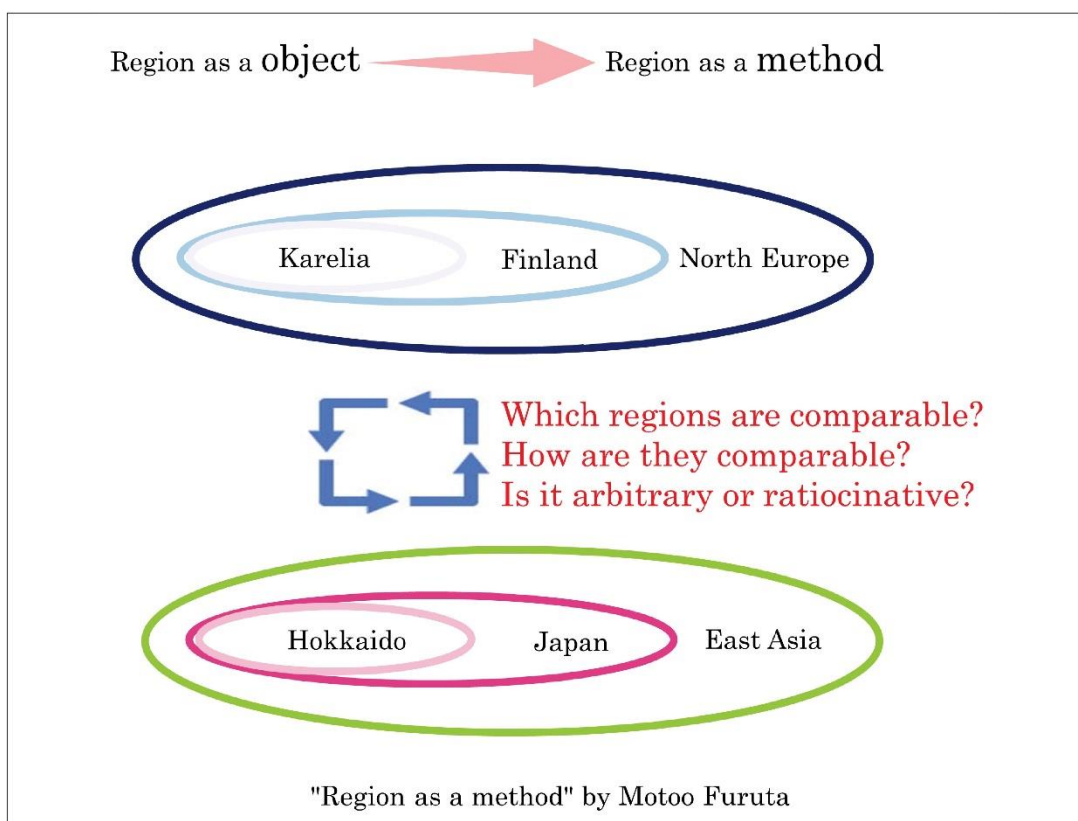 Region as a object
Region as a method
Karelia
Finland
North Europe
Which regions are comparable?
How are they comparable?
Is it arbitrary or ratiocinative?
Hokkaido
Japan
East Asia
"Region as a method" by Motoo Furuta